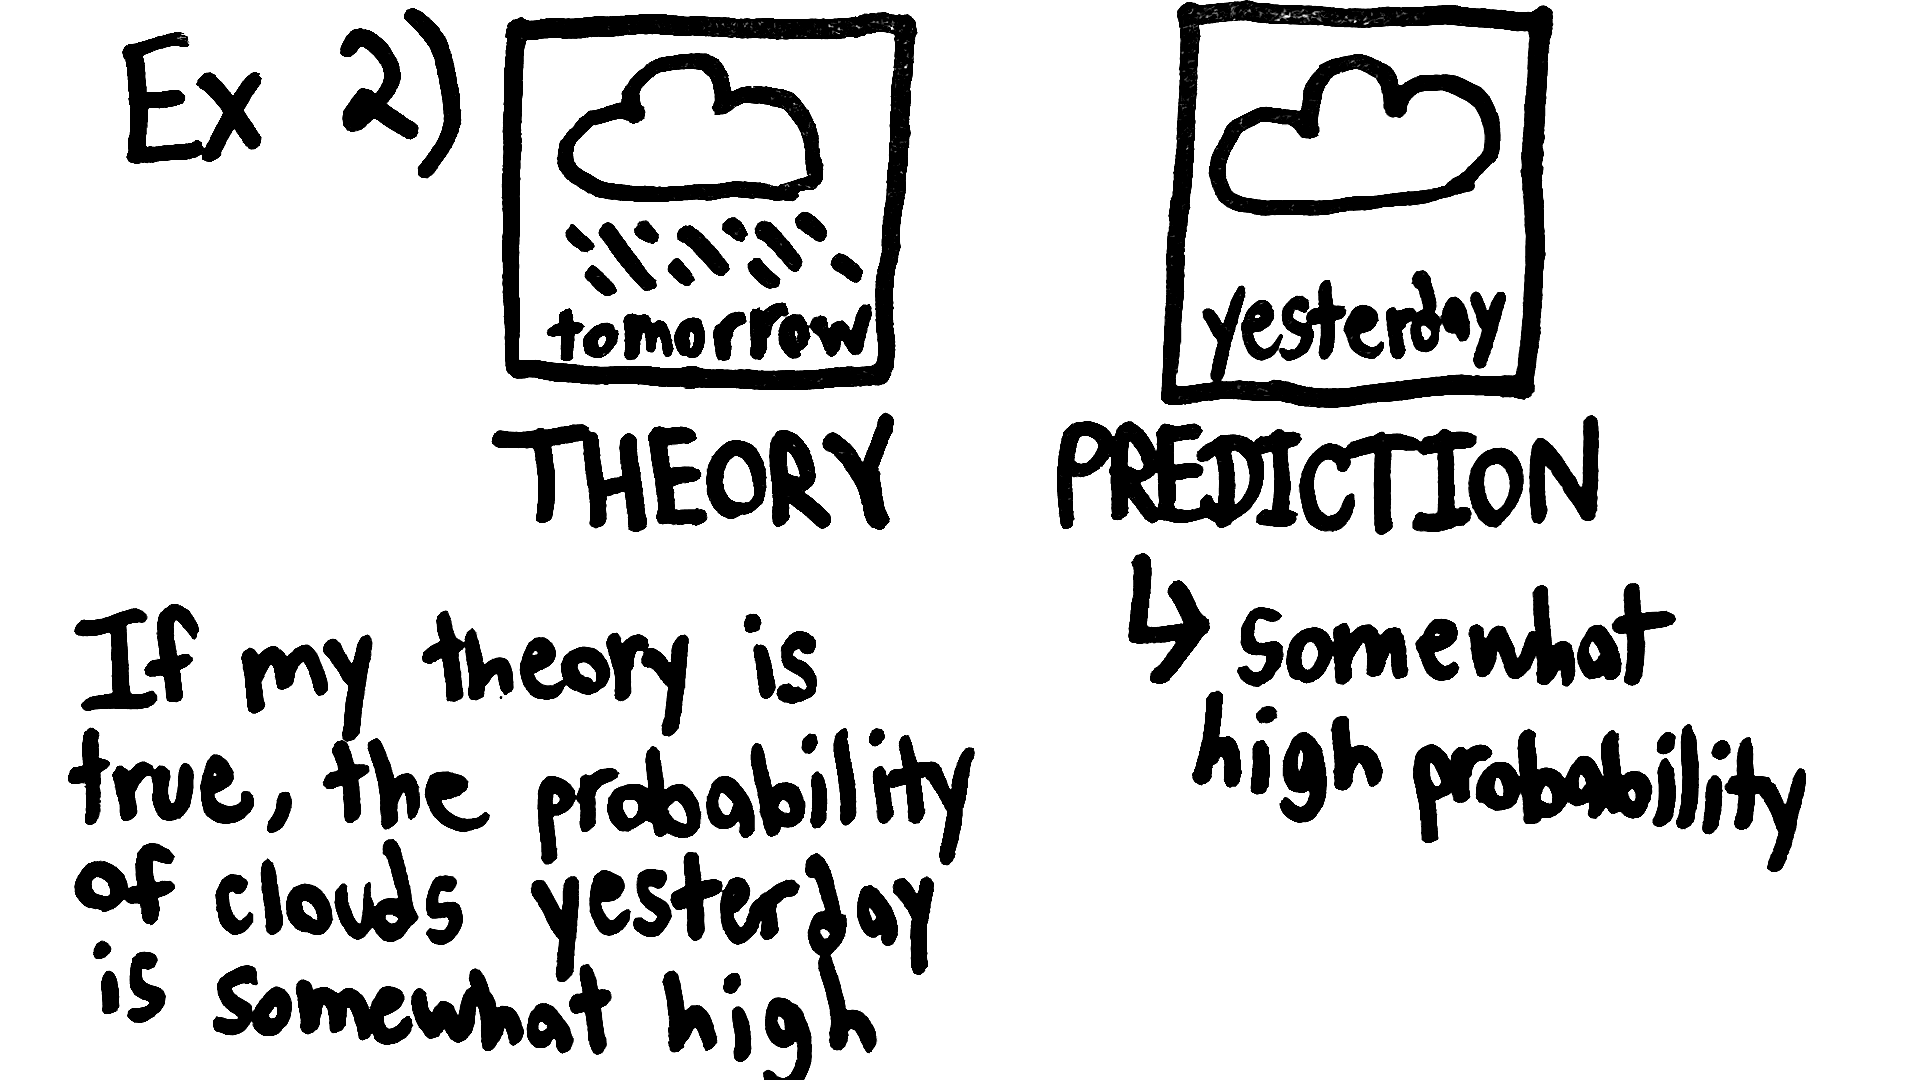 Ex 2)
tomorrow
THEORY
yesterday
PREDICTION
If my theory is
true, the probability
of clouds yesterday
is somewhat high
somewhat
high probability